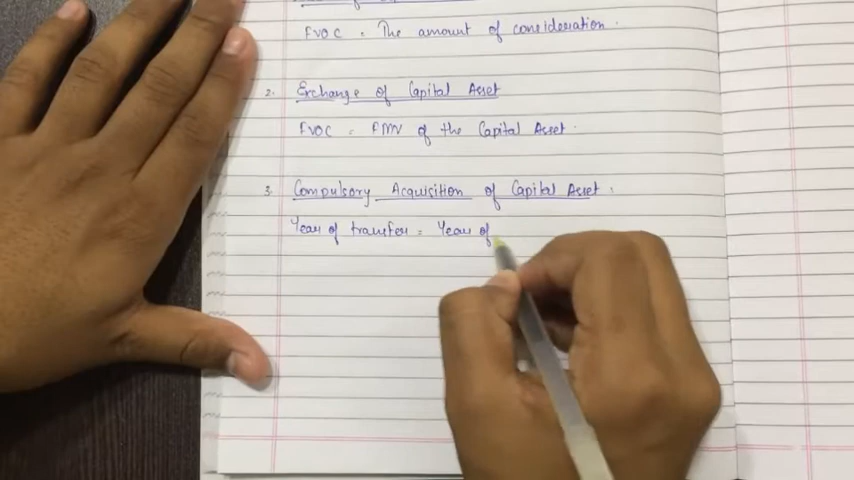 FVOC = The amount of consideration.
2. Exchange of Capital Asset
FVOC = FMV of the Capital Asset.
3. Compulsory Acquisition of Capital Asset:
Year of transfer = Year of